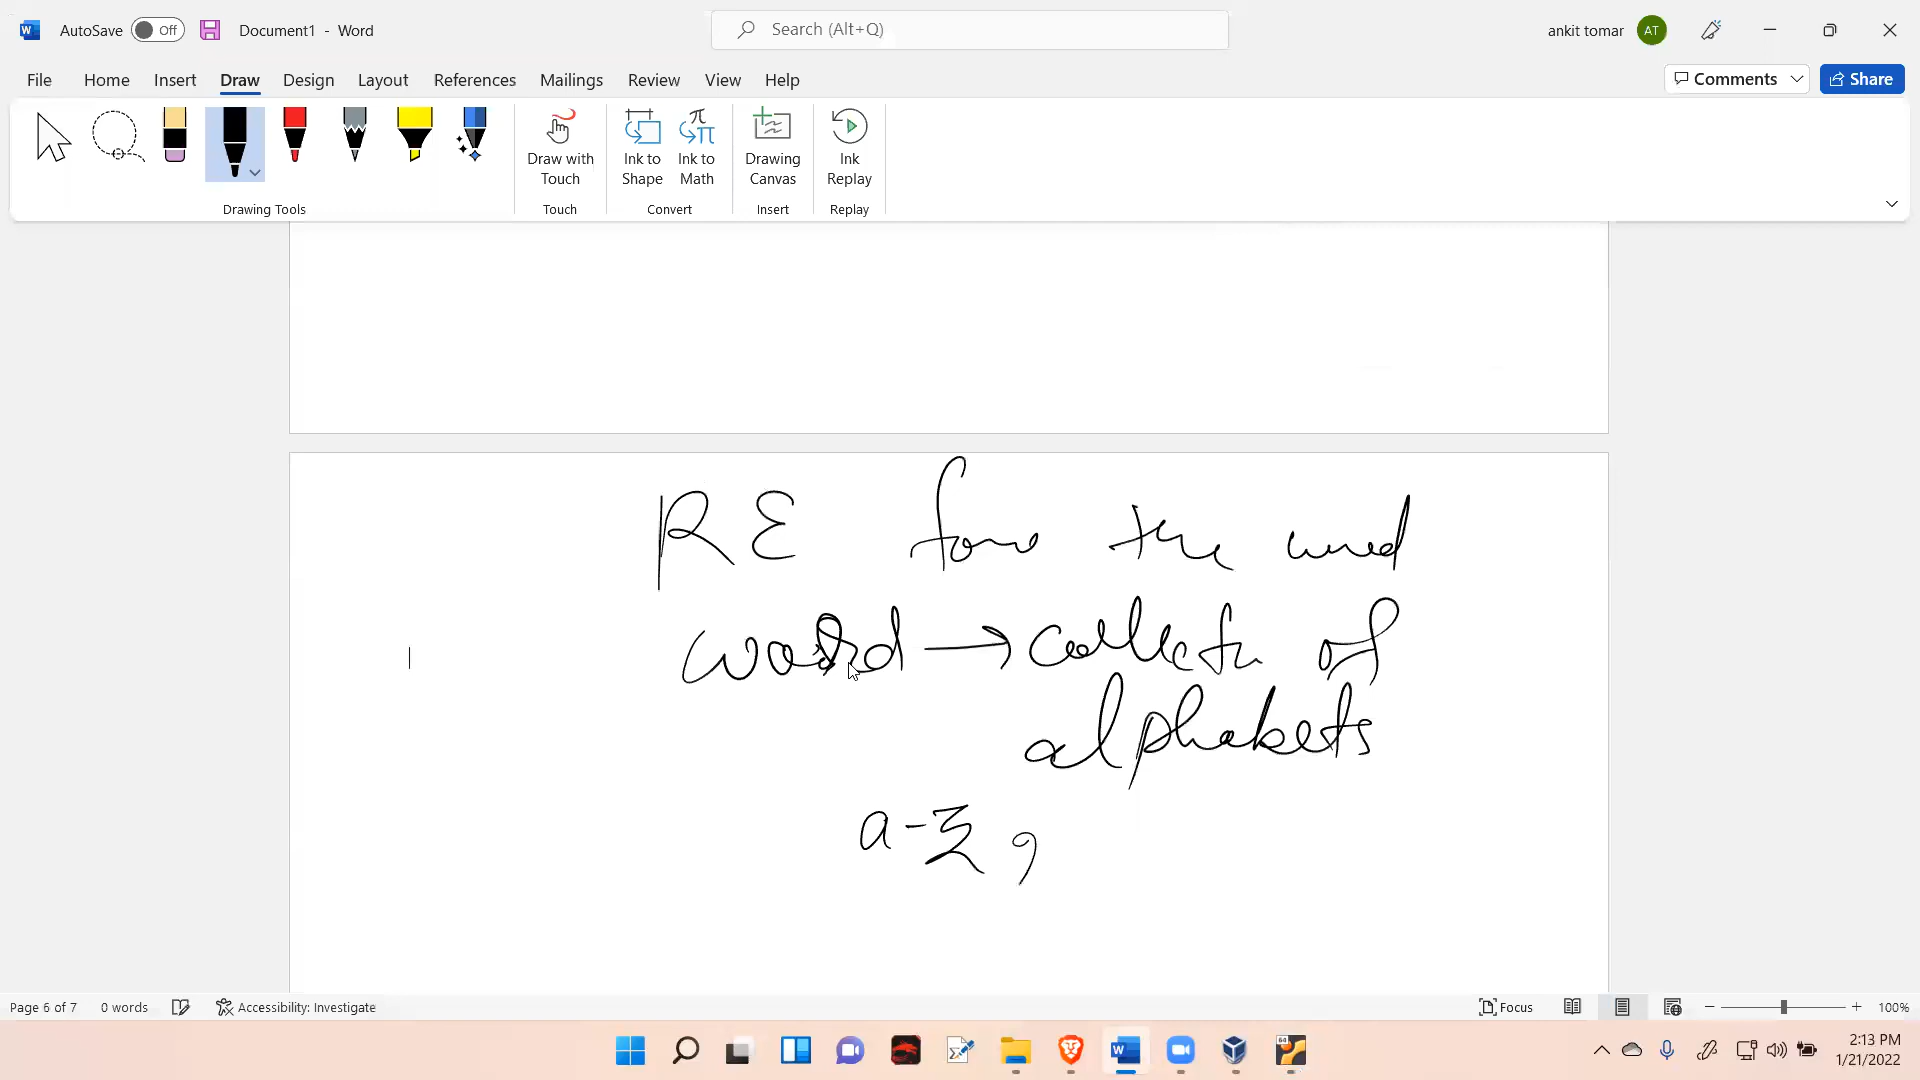 AutoSave Off Document1 - Word Search (Alt+Q) ankit tomar AT
File Home Insert Draw Design Layout References Mailings Review View Help Comments Share
Draw with Touch
Ink to Shape
Ink to Math
Drawing Canvas
Ink Replay
Drawing Tools Touch Convert Insert Replay
RE for the word
word → collectn of
alphabets
a-z ,
Page 6 of 7 0 words Accessibility: Investigate Focus 100%
2:13 PM
1/21/2022